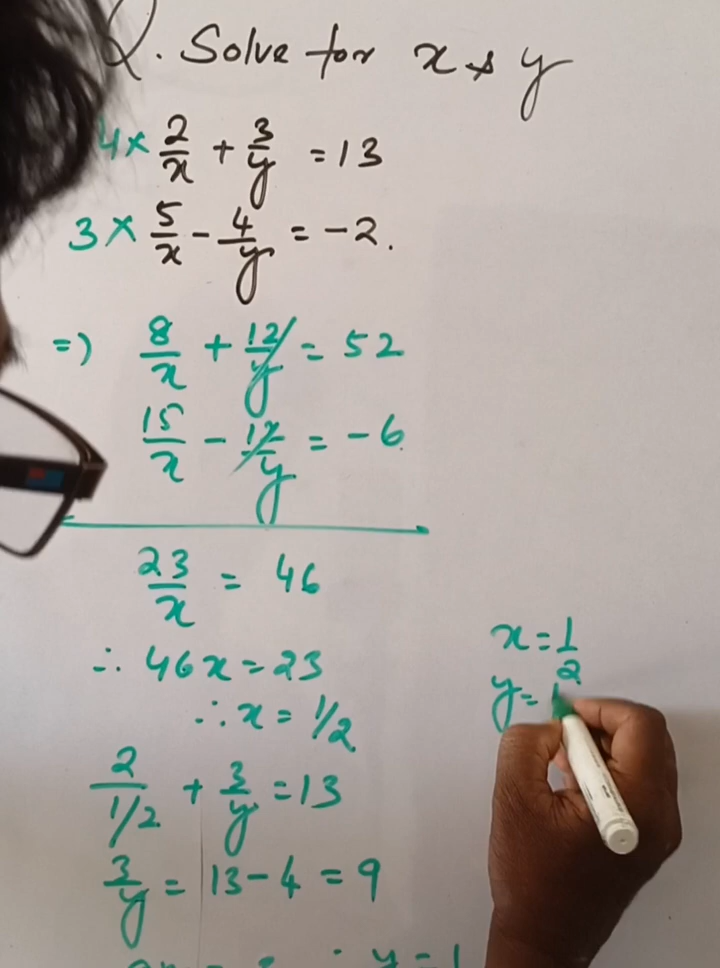 Q. Solve for x & y
4 × 2/x + 3/y = 13
3 × 5/x - 4/y = -2.
=) 8/x + 12/y = 52
15/x - 12/y = -6
23/x = 46
∴ 46x = 23
∴ x = 1/2
2/1/2 + 3/y = 13
3/y = 13 - 4 = 9
x = 1/2
y =